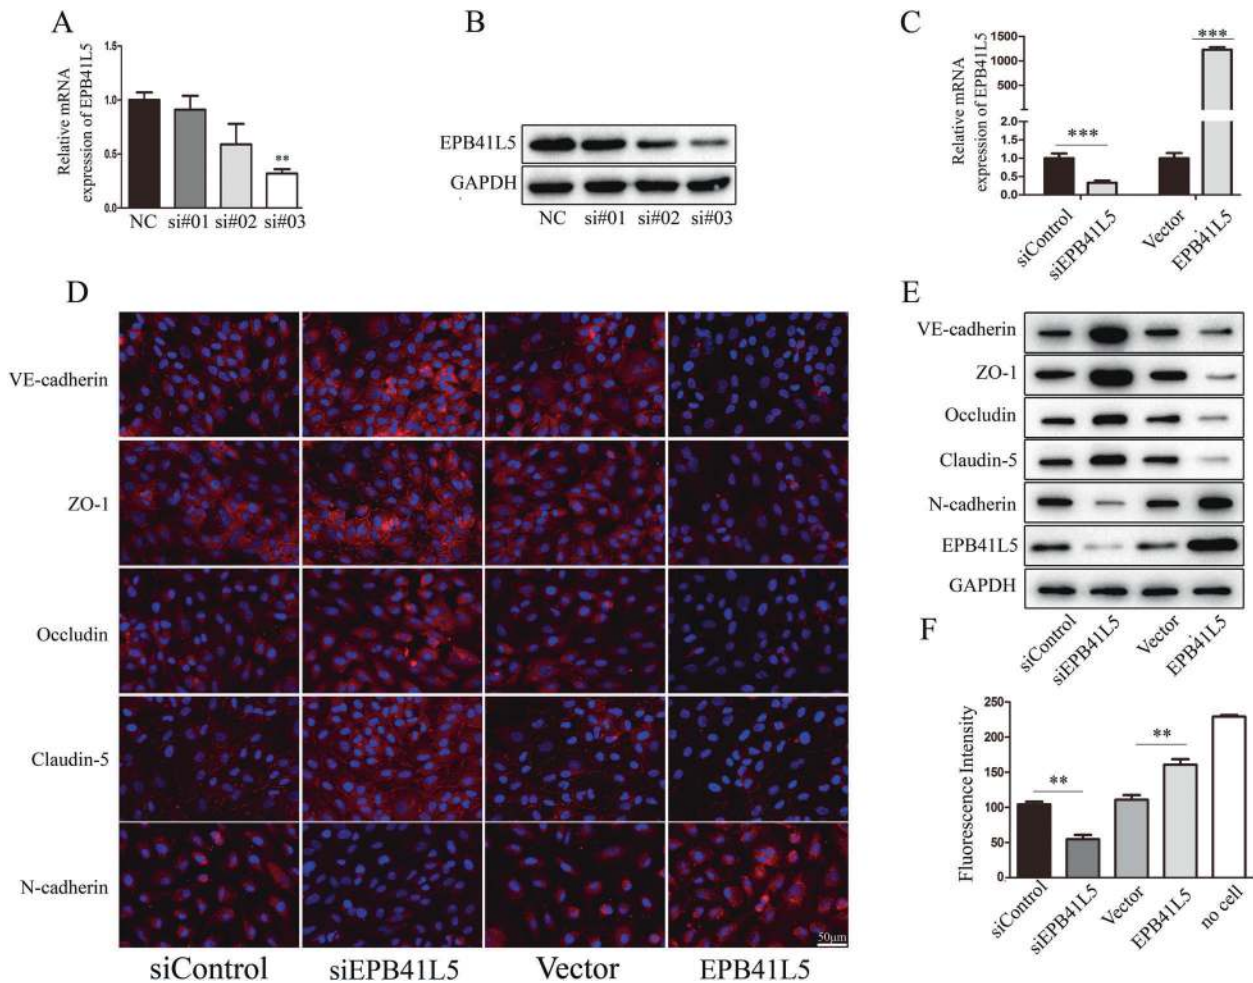 A
Relative mRNA
expression of EPB41L5
1.5
1.0
0.5
0.0
**
NC si#01 si#02 si#03
B
EPB41L5
GAPDH
NC si#01 si#02 si#03
C
Relative mRNA
expression of EPB41L5
1500
1000
500
2.0
1.5
1.0
0.5
0.0
***
***
siControl
siEPB41L5
Vector
EPB41L5
D
VE-cadherin
ZO-1
Occludin
Claudin-5
N-cadherin
50μm
siControl siEPB41L5 Vector EPB41L5
E
VE-cadherin
ZO-1
Occludin
Claudin-5
N-cadherin
EPB41L5
GAPDH
siControl
siEPB41L5
Vector
EPB41L5
F
Fluorescence Intensity
250
200
150
100
50
0
**
**
siControl
siEPB41L5
Vector
EPB41L5
no cell